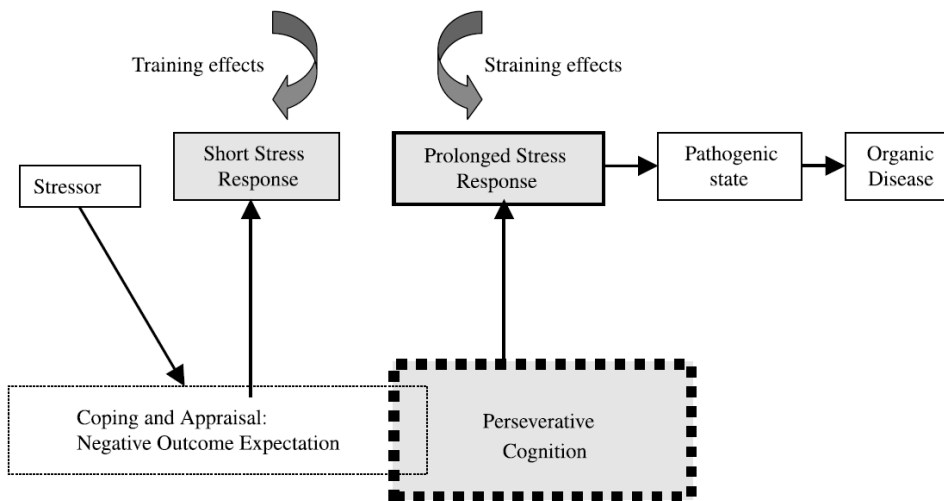 Training effects
Straining effects
Stressor
Short Stress
Response
Prolonged Stress
Response
Pathogenic
state
Organic
Disease
Coping and Appraisal:
Negative Outcome Expectation
Perseverative
Cognition